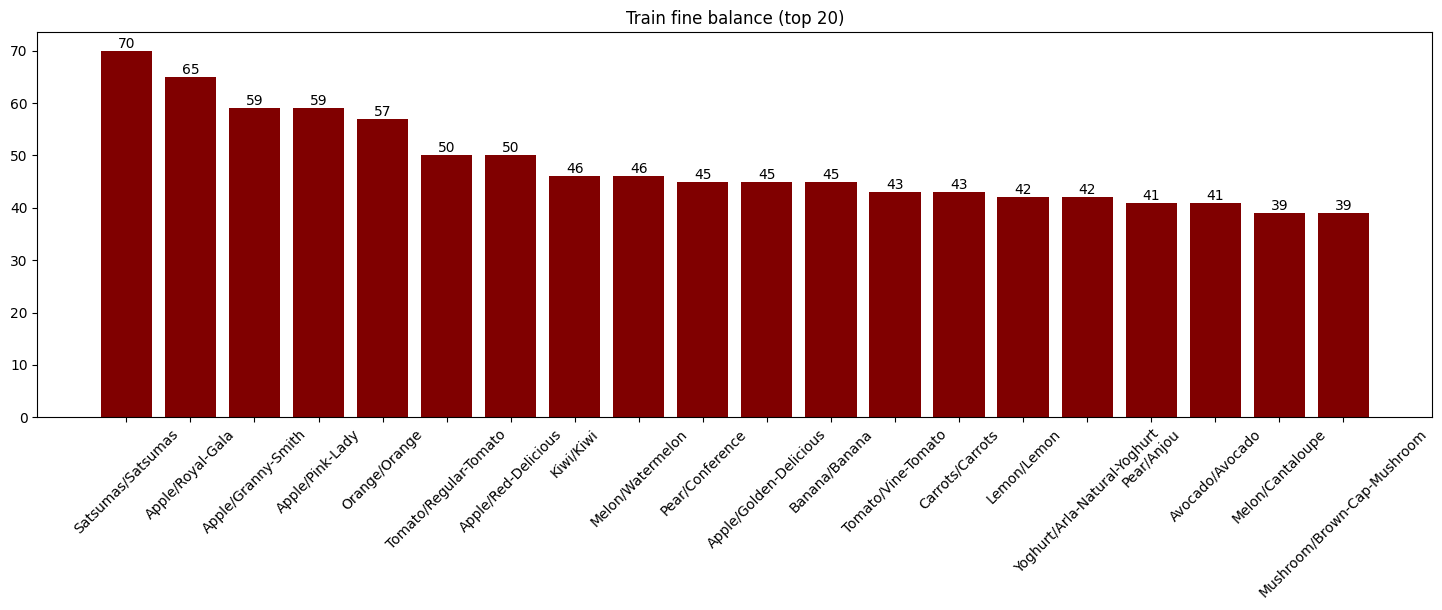 Train fine balance (top 20)
70
60
50
40
30
20
10
0
70
65
59
59
57
50
50
46
46
45
45
45
43
43
42
42
41
41
39
39
Satsumas/Satsumas
Apple/Royal-Gala
Apple/Granny-Smith
Apple/Pink-Lady
Orange/Orange
Tomato/Regular-Tomato
Apple/Red-Delicious
Kiwi/Kiwi
Melon/Watermelon
Pear/Conference
Apple/Golden-Delicious
Banana/Banana
Tomato/Vine-Tomato
Carrots/Carrots
Lemon/Lemon
Yoghurt/Arla-Natural-Yoghurt
Pear/Anjou
Avocado/Avocado
Melon/Cantaloupe
Mushroom/Brown-Cap-Mushroom